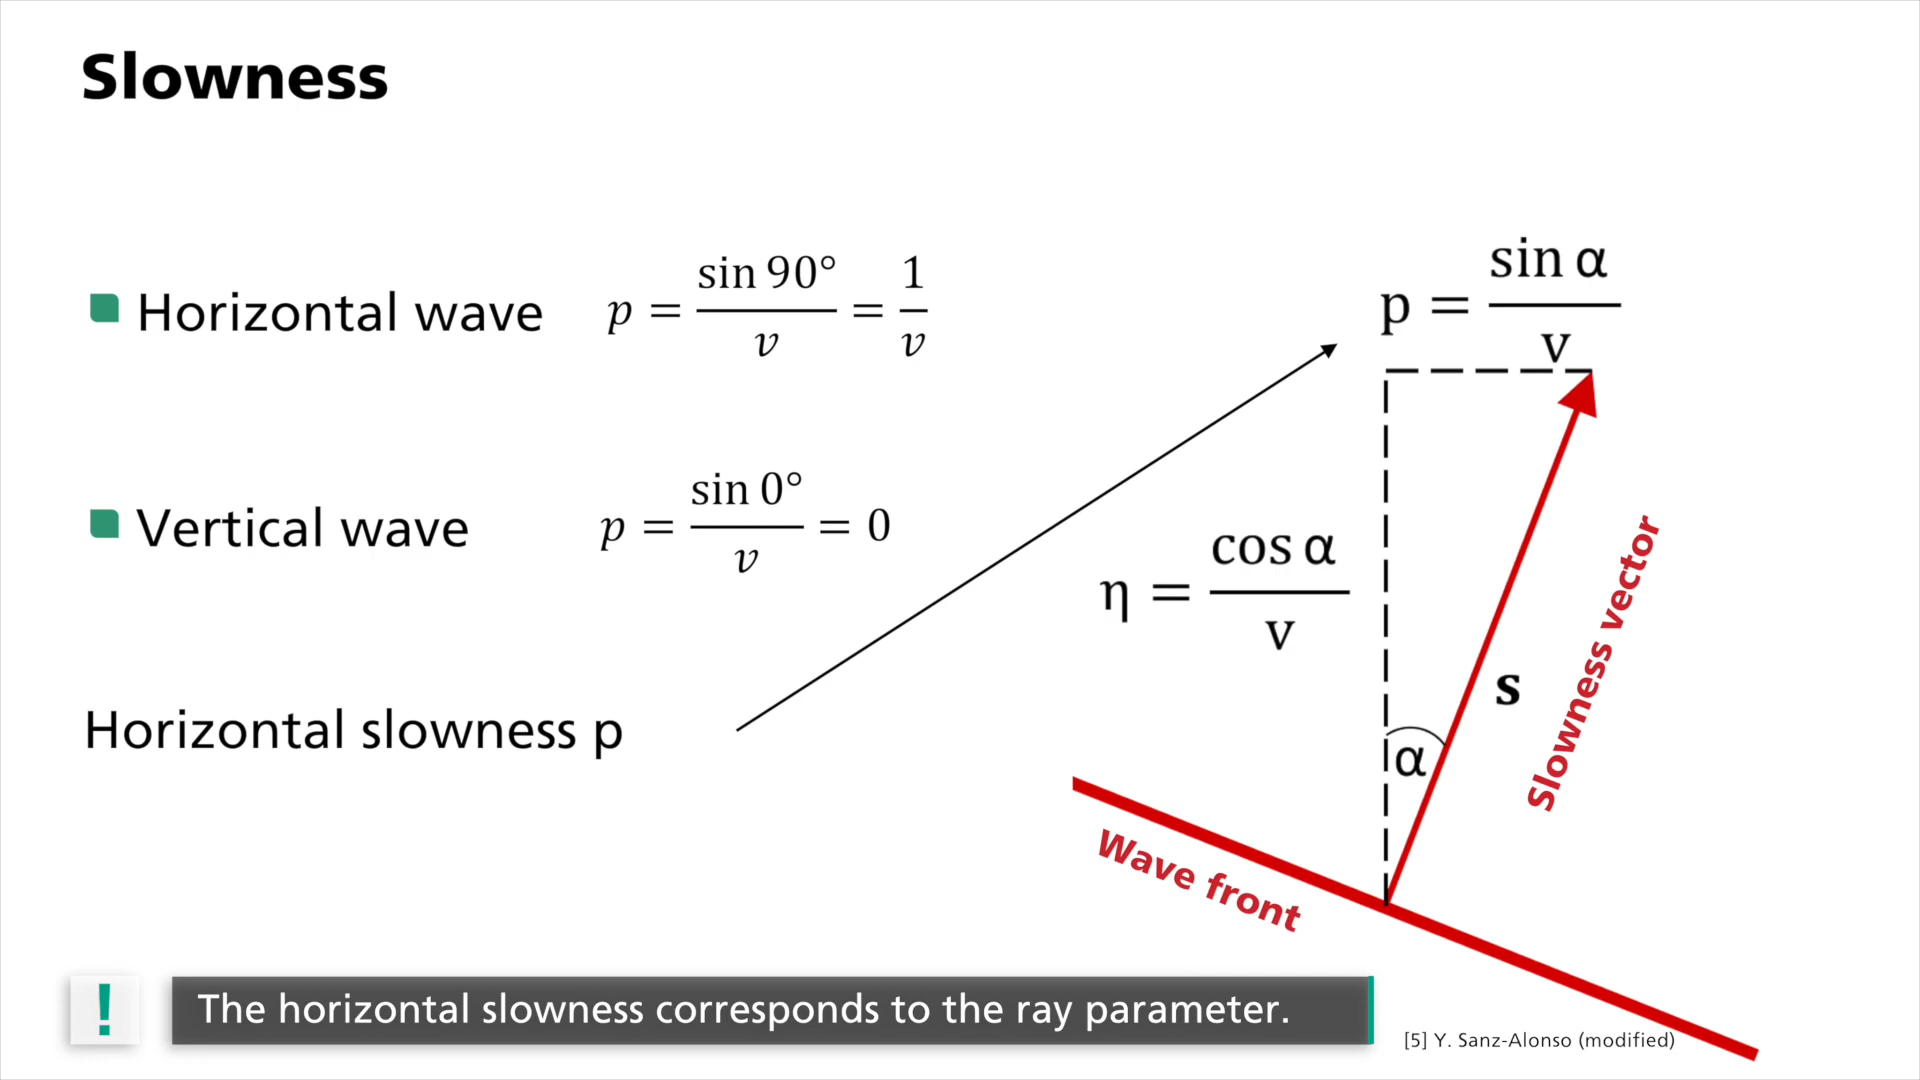 Slowness
Horizontal wave p = sin 90° / v = 1 / v
Vertical wave p = sin 0° / v = 0
Horizontal slowness p
p = sin α / v
η = cos α / v
α
s
Slowness vector
Wave front
! The horizontal slowness corresponds to the ray parameter.
[5] Y. Sanz-Alonso (modified)